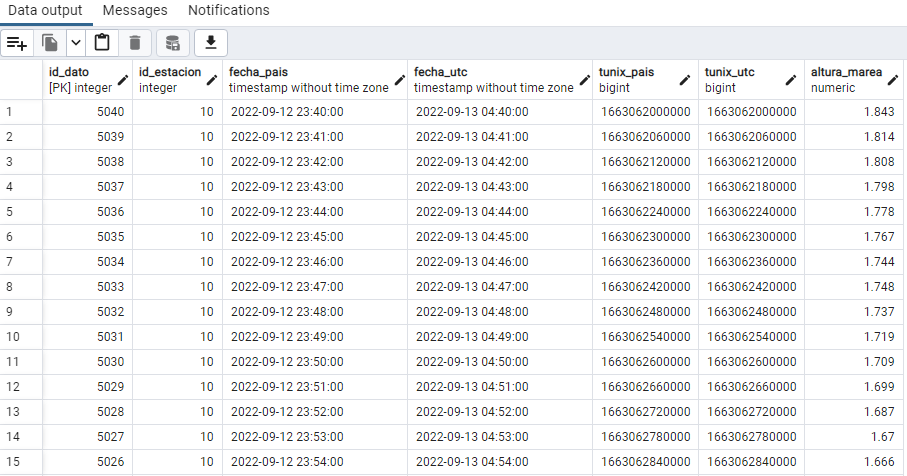 Data output Messages Notifications
id_dato id_estacion fecha_pais fecha_utc tunix_pais tunix_utc altura_marea
[PK] integer integer timestamp without time zone timestamp without time zone bigint bigint numeric
1 5040 10 2022-09-12 23:40:00 2022-09-13 04:40:00 1663062000000 1663062000000 1.843
2 5039 10 2022-09-12 23:41:00 2022-09-13 04:41:00 1663062060000 1663062060000 1.814
3 5038 10 2022-09-12 23:42:00 2022-09-13 04:42:00 1663062120000 1663062120000 1.808
4 5037 10 2022-09-12 23:43:00 2022-09-13 04:43:00 1663062180000 1663062180000 1.798
5 5036 10 2022-09-12 23:44:00 2022-09-13 04:44:00 1663062240000 1663062240000 1.778
6 5035 10 2022-09-12 23:45:00 2022-09-13 04:45:00 1663062300000 1663062300000 1.767
7 5034 10 2022-09-12 23:46:00 2022-09-13 04:46:00 1663062360000 1663062360000 1.744
8 5033 10 2022-09-12 23:47:00 2022-09-13 04:47:00 1663062420000 1663062420000 1.748
9 5032 10 2022-09-12 23:48:00 2022-09-13 04:48:00 1663062480000 1663062480000 1.737
10 5031 10 2022-09-12 23:49:00 2022-09-13 04:49:00 1663062540000 1663062540000 1.719
11 5030 10 2022-09-12 23:50:00 2022-09-13 04:50:00 1663062600000 1663062600000 1.709
12 5029 10 2022-09-12 23:51:00 2022-09-13 04:51:00 1663062660000 1663062660000 1.699
13 5028 10 2022-09-12 23:52:00 2022-09-13 04:52:00 1663062720000 1663062720000 1.687
14 5027 10 2022-09-12 23:53:00 2022-09-13 04:53:00 1663062780000 1663062780000 1.67
15 5026 10 2022-09-12 23:54:00 2022-09-13 04:54:00 1663062840000 1663062840000 1.666